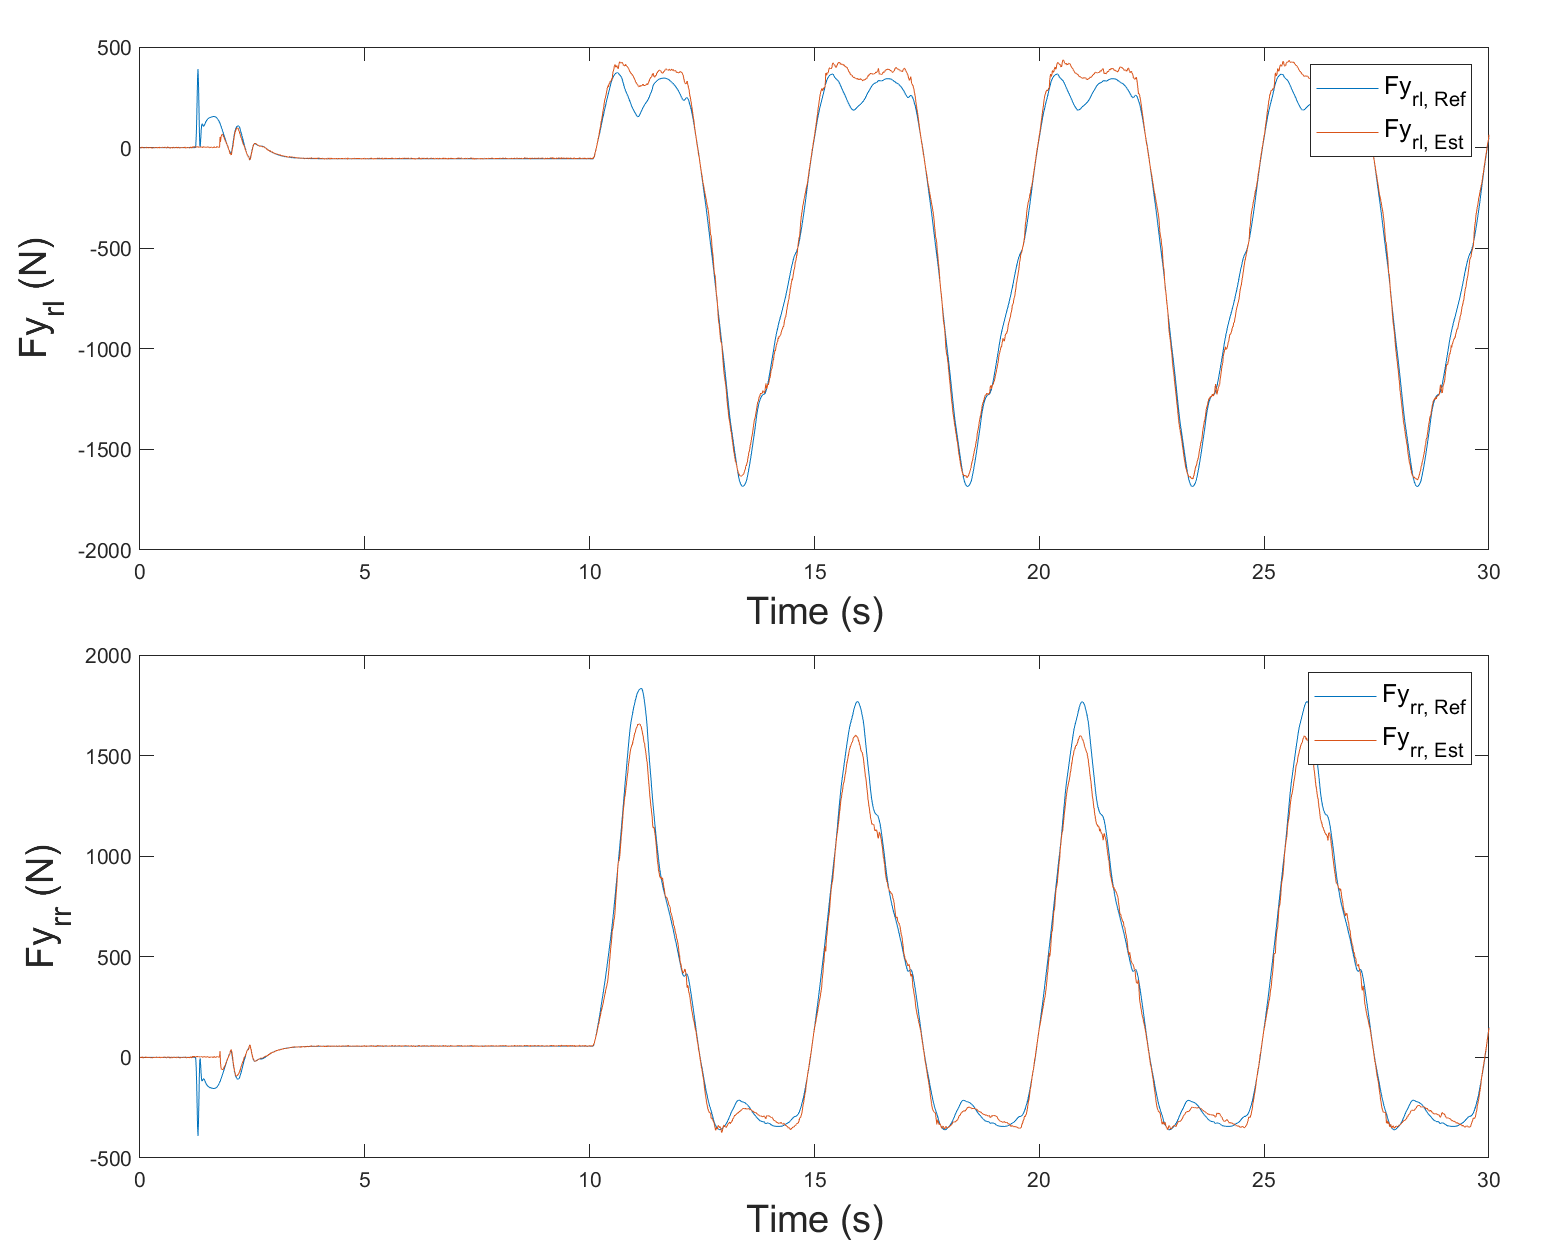 500
0
-500
-1000
-1500
-2000
Fy_rl (N)
Fy_rl, Ref
Fy_rl, Est
0 5 10 15 20 25 30
Time (s)
2000
1500
1000
500
0
-500
Fy_rr (N)
Fy_rr, Ref
Fy_rr, Est
0 5 10 15 20 25 30
Time (s)